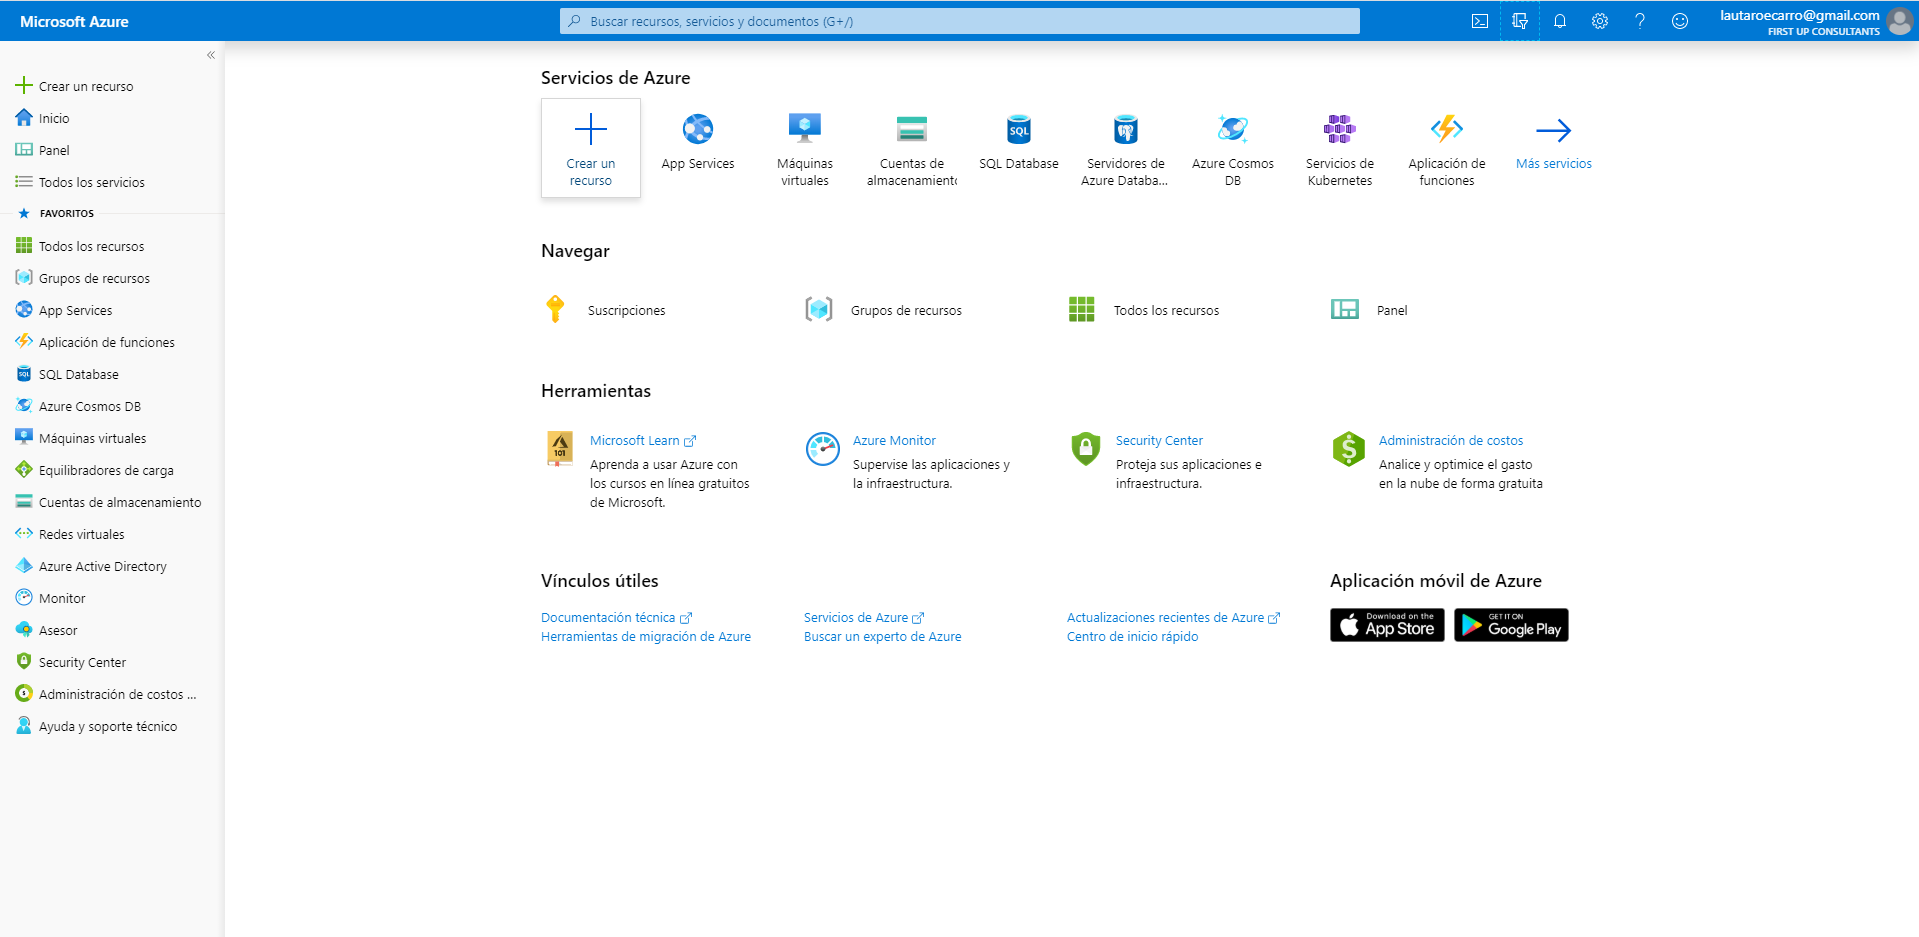 Microsoft Azure
Buscar recursos, servicios y documentos (G+/)
lautaroecarro@gmail.com
FIRST UP CONSULTANTS
Crear un recurso
Inicio
Panel
Todos los servicios
FAVORITOS
Todos los recursos
Grupos de recursos
App Services
Aplicación de funciones
SQL Database
Azure Cosmos DB
Máquinas virtuales
Equilibradores de carga
Cuentas de almacenamiento
Redes virtuales
Azure Active Directory
Monitor
Asesor
Security Center
Administración de costos ...
Ayuda y soporte técnico
Servicios de Azure
Crear un
recurso
App Services
Máquinas
virtuales
Cuentas de
almacenamiento
SQL
SQL Database
Servidores de
Azure Databa...
Azure Cosmos
DB
Servicios de
Kubernetes
Aplicación de
funciones
Más servicios
Navegar
Suscripciones
Grupos de recursos
Todos los recursos
Panel
Herramientas
101
Microsoft Learn
Aprenda a usar Azure con
los cursos en línea gratuitos
de Microsoft.
Azure Monitor
Supervise las aplicaciones y
la infraestructura.
Security Center
Proteja sus aplicaciones e
infraestructura.
Administración de costos
Analice y optimice el gasto
en la nube de forma gratuita
Vínculos útiles
Documentación técnica
Herramientas de migración de Azure
Servicios de Azure
Buscar un experto de Azure
Actualizaciones recientes de Azure
Centro de inicio rápido
Aplicación móvil de Azure
Download on the
App Store
GET IT ON
Google Play